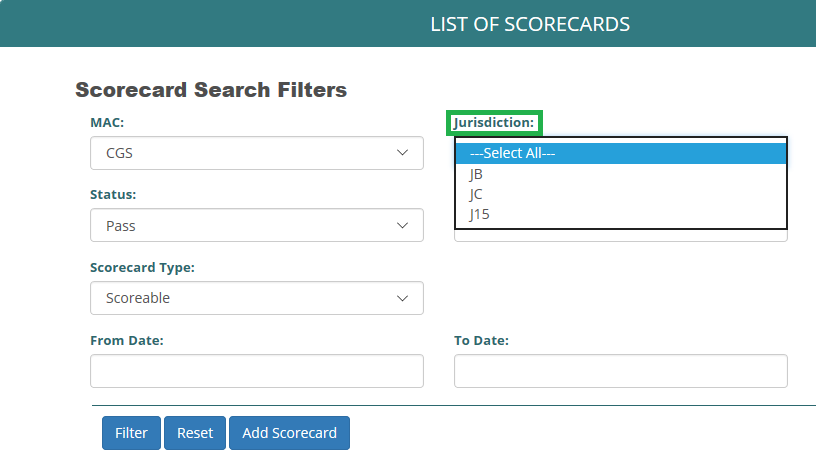 LIST OF SCORECARDS
Scorecard Search Filters
MAC:
Jurisdiction:
CGS
---Select All---
JB
JC
J15
Status:
Pass
Scorecard Type:
Scoreable
From Date:
To Date:
Filter
Reset
Add Scorecard